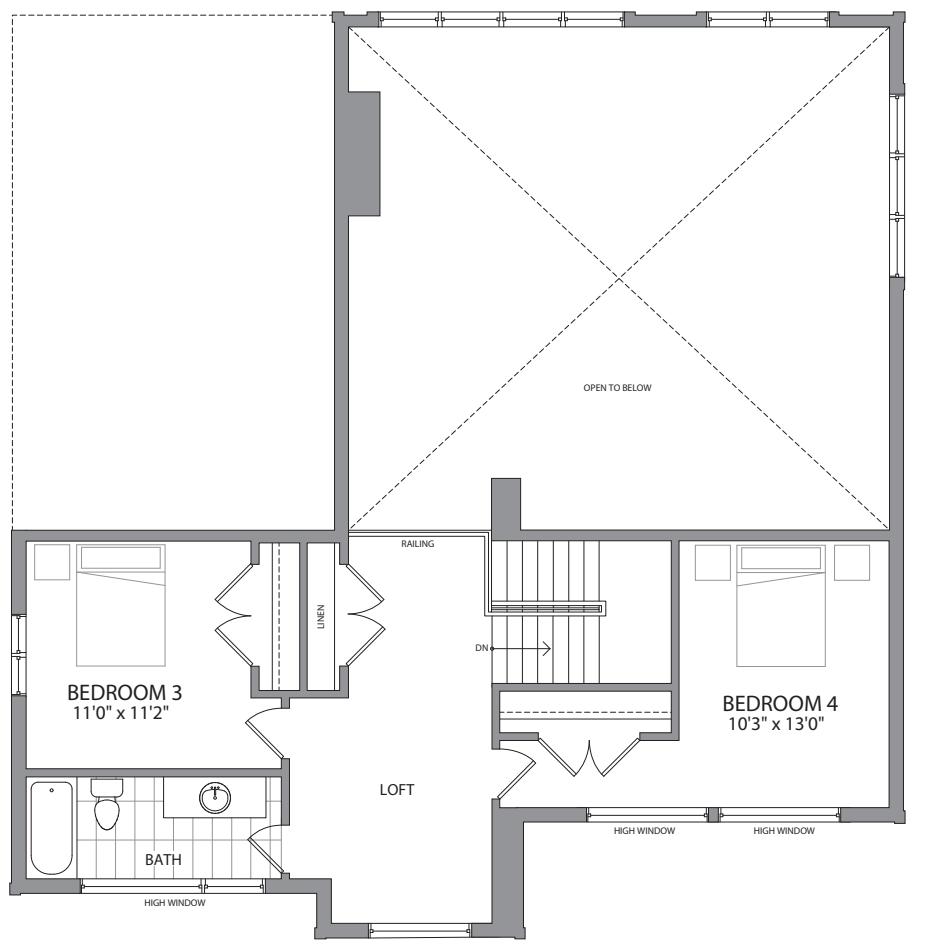 OPEN TO BELOW
RAILING
LINEN
DN
BEDROOM 3
11'0" x 11'2"
BEDROOM 4
10'3" x 13'0"
LOFT
HIGH WINDOW
HIGH WINDOW
BATH
HIGH WINDOW